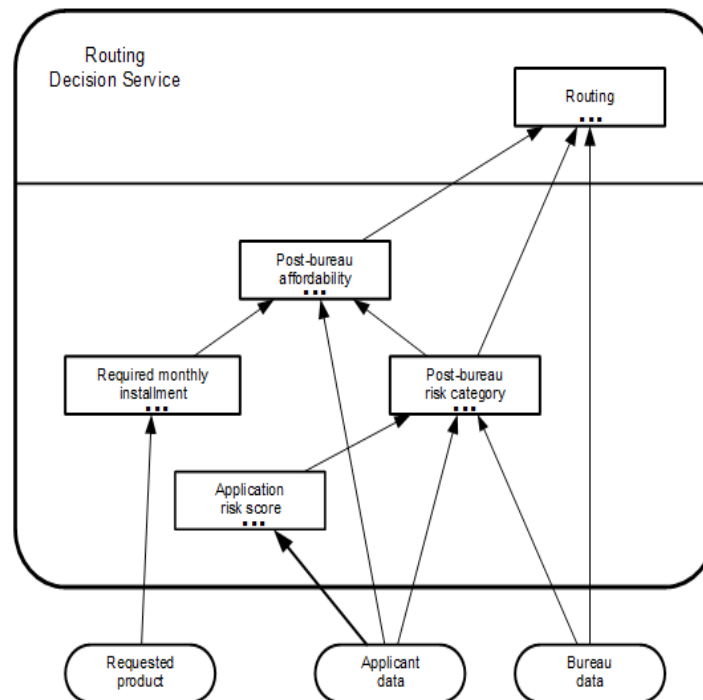 Routing
Decision Service
Routing
Post-bureau
affordability
Required monthly
installment
Post-bureau
risk category
Application
risk score
Requested
product
Applicant
data
Bureau
data